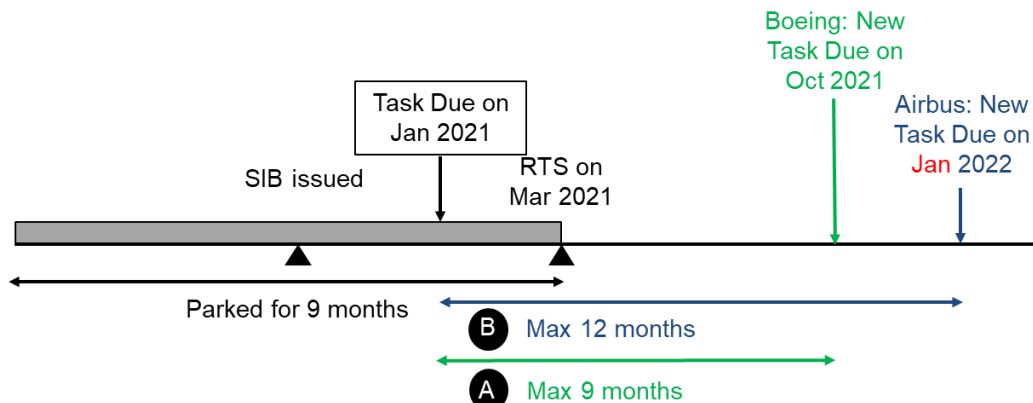 Boeing: New
Task Due on
Oct 2021
Airbus: New
Task Due on
Jan 2022
Task Due on
Jan 2021
SIB issued
RTS on
Mar 2021
Parked for 9 months
B Max 12 months
A Max 9 months